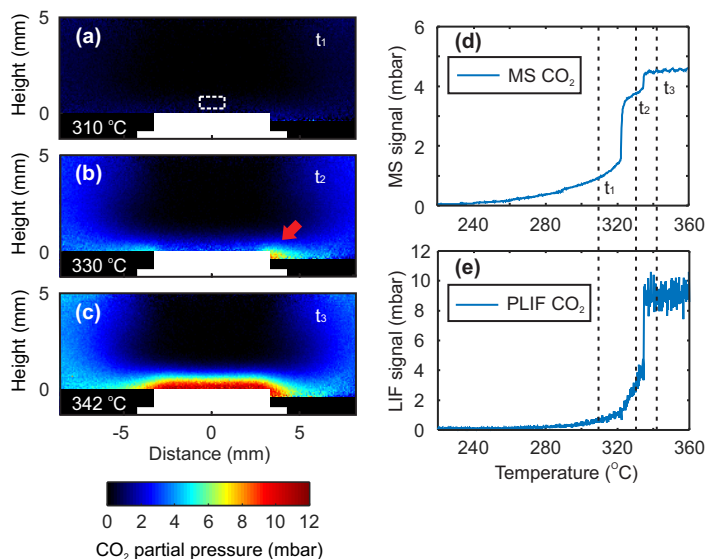 (a)
t₁
Height (mm)
5
0
310 °C
(b)
t₂
Height (mm)
5
0
330 °C
(c)
t₃
Height (mm)
5
0
342 °C
-5 0 5
Distance (mm)
0 2 4 6 8 10 12
CO₂ partial pressure (mbar)
(d)
MS CO₂
MS signal (mbar)
6
4
2
0
t₁
t₂
t₃
240 280 320 360
(e)
PLIF CO₂
LIF signal (mbar)
12
10
8
6
4
2
0
240 280 320 360
Temperature (°C)